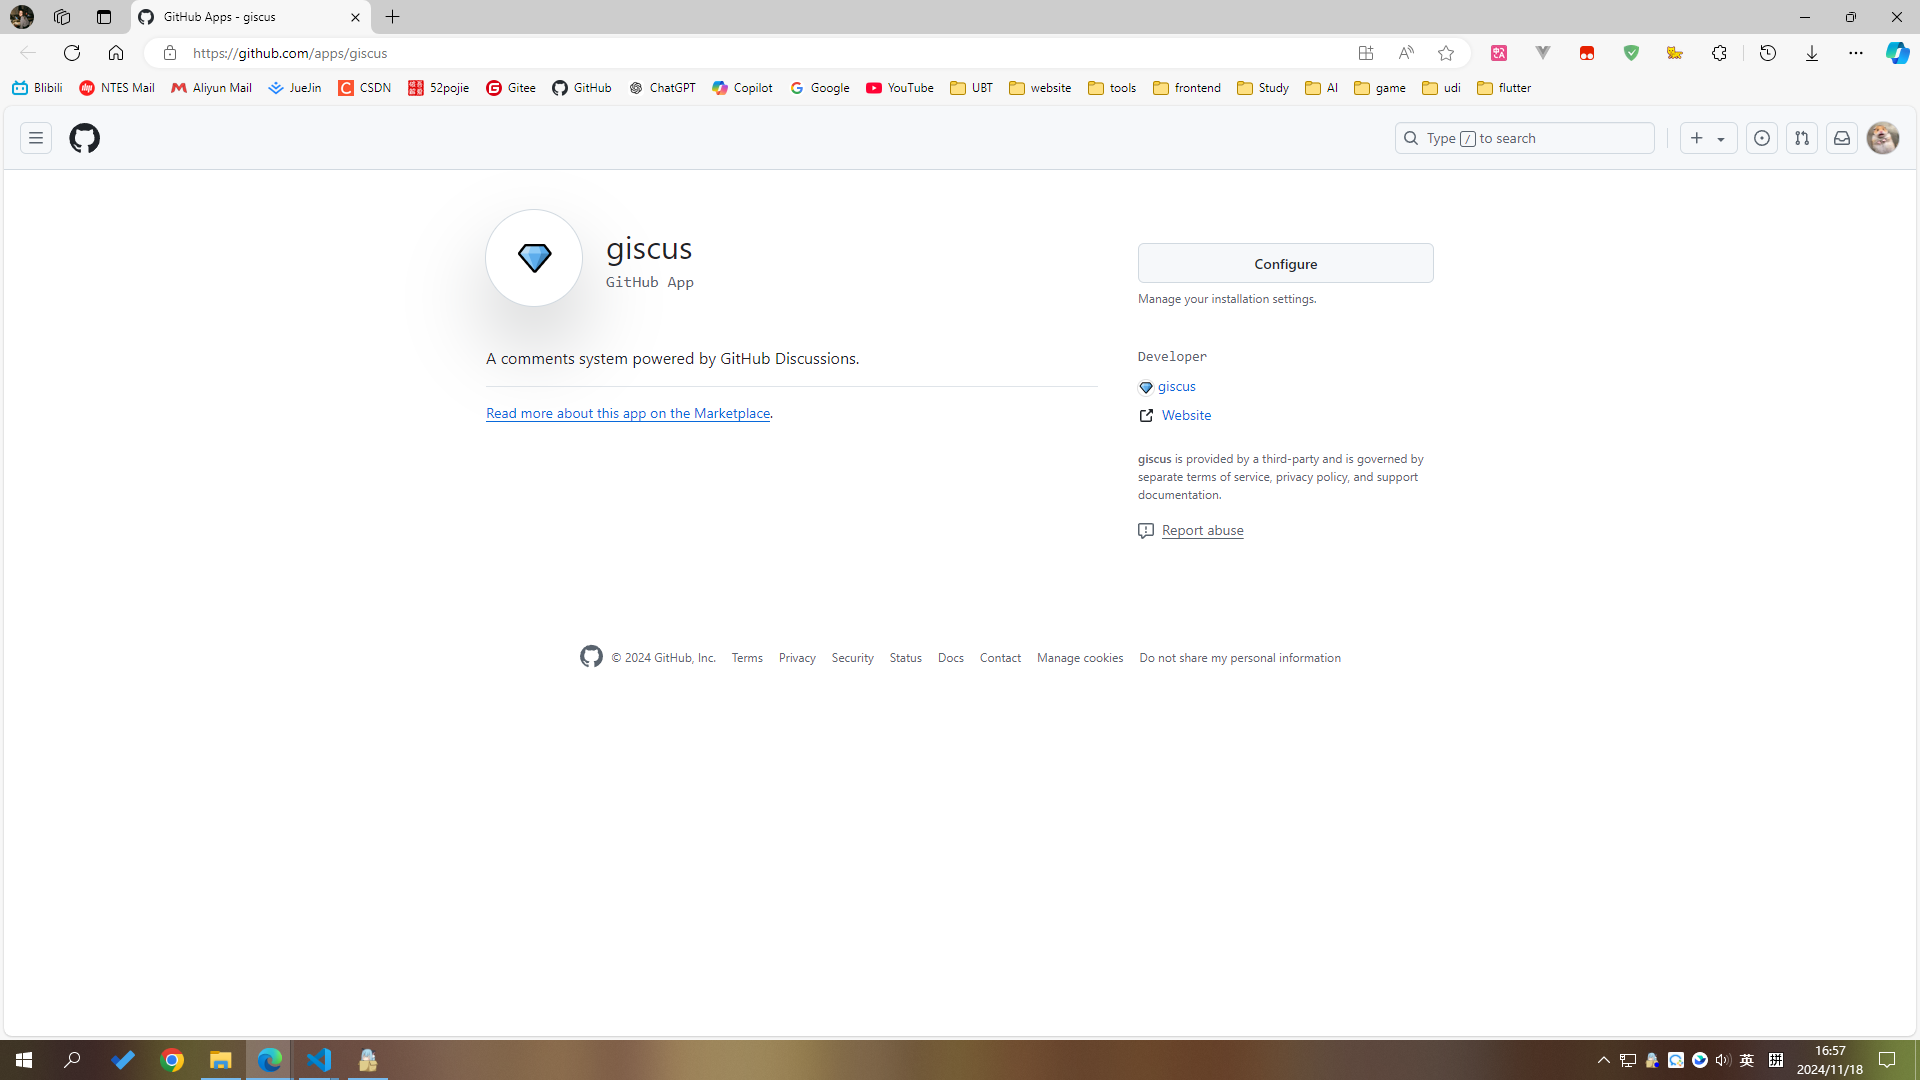 GitHub Apps - giscus
https://github.com/apps/giscus
Blibili
NTES Mail
Aliyun Mail
JueJin
CSDN
52pojie
Gitee
GitHub
ChatGPT
Copilot
Google
YouTube
UBT
website
tools
frontend
Study
AI
game
udi
flutter
Type / to search
giscus
GitHub App
Configure
Manage your installation settings.
A comments system powered by GitHub Discussions.
Read more about this app on the Marketplace.
Developer
giscus
Website
giscus is provided by a third-party and is governed by
separate terms of service, privacy policy, and support
documentation.
Report abuse
© 2024 GitHub, Inc.
Terms
Privacy
Security
Status
Docs
Contact
Manage cookies
Do not share my personal information
英
拼
16:57
2024/11/18